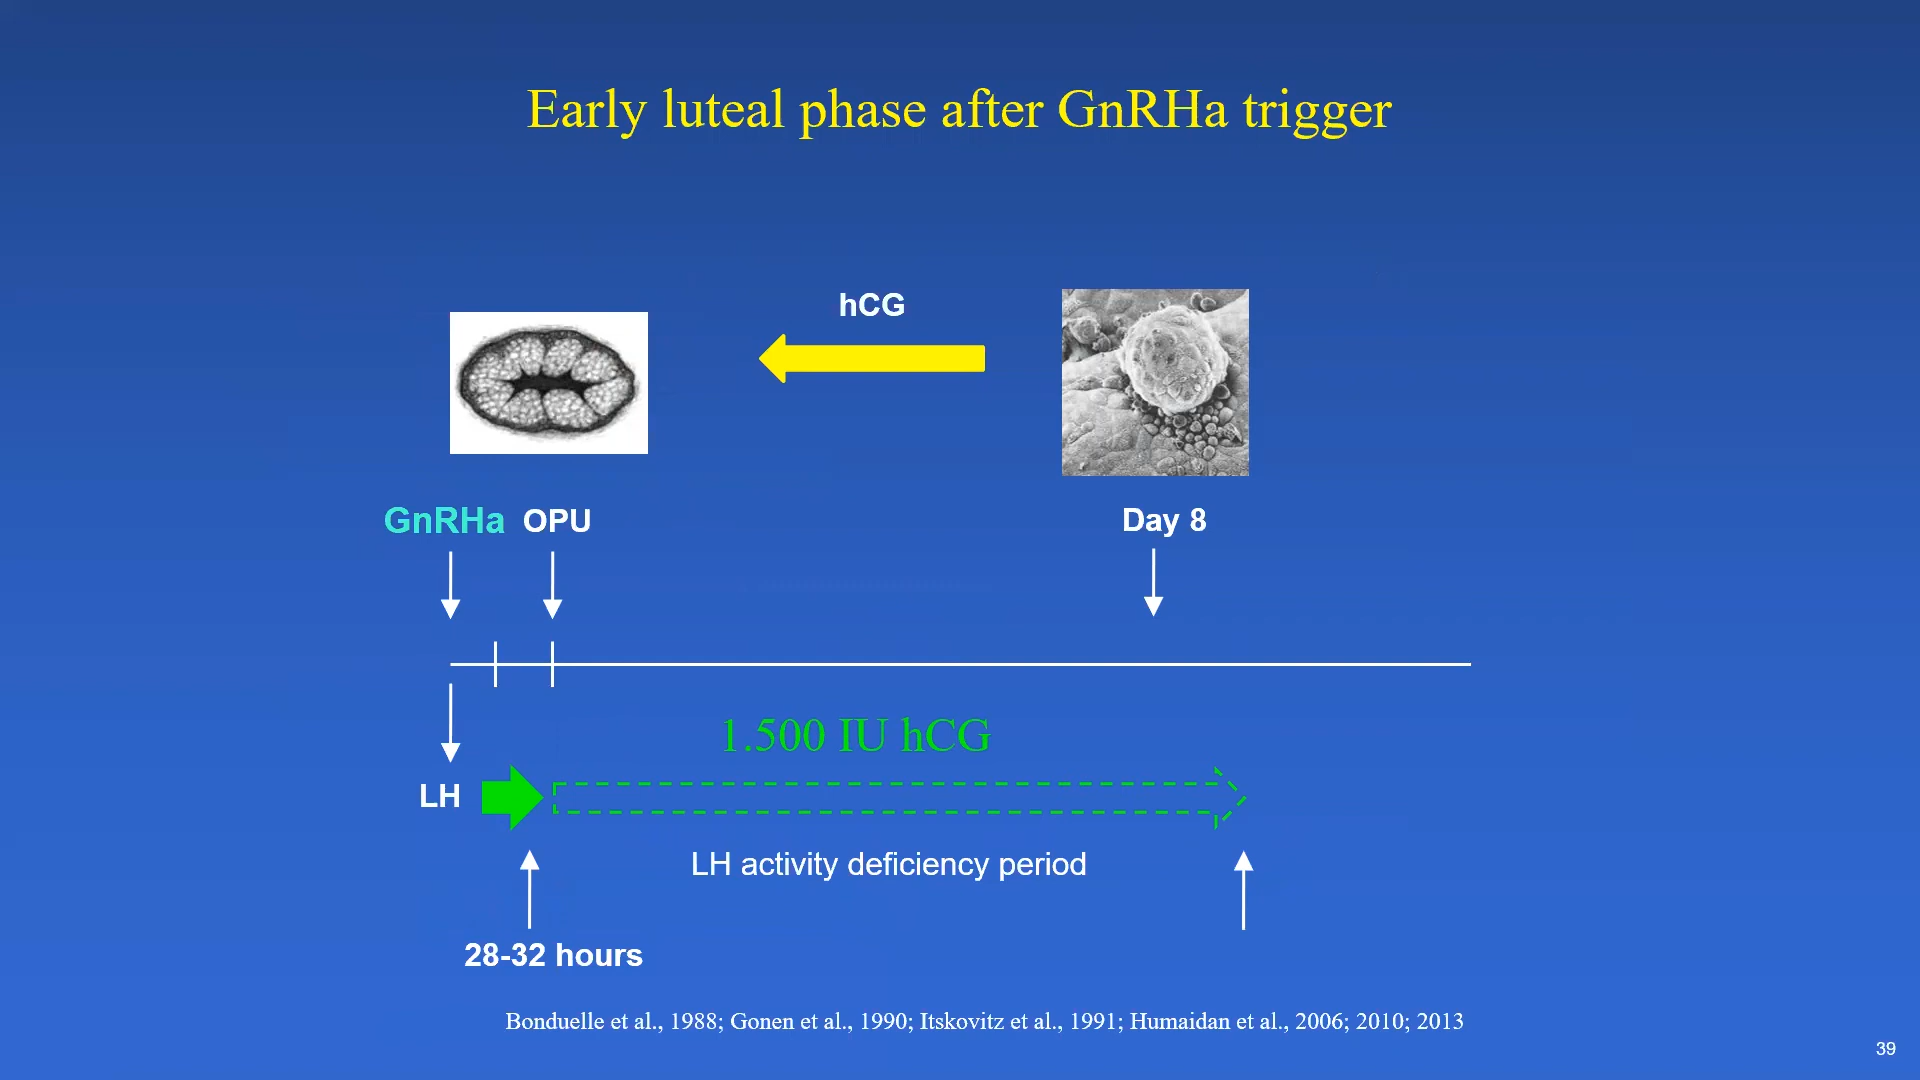 Early luteal phase after GnRHa trigger
hCG
GnRHa OPU
Day 8
1.500 IU hCG
LH
LH activity deficiency period
28-32 hours
Bonduelle et al., 1988; Gonen et al., 1990; Itskovitz et al., 1991; Humaidan et al., 2006; 2010; 2013
39